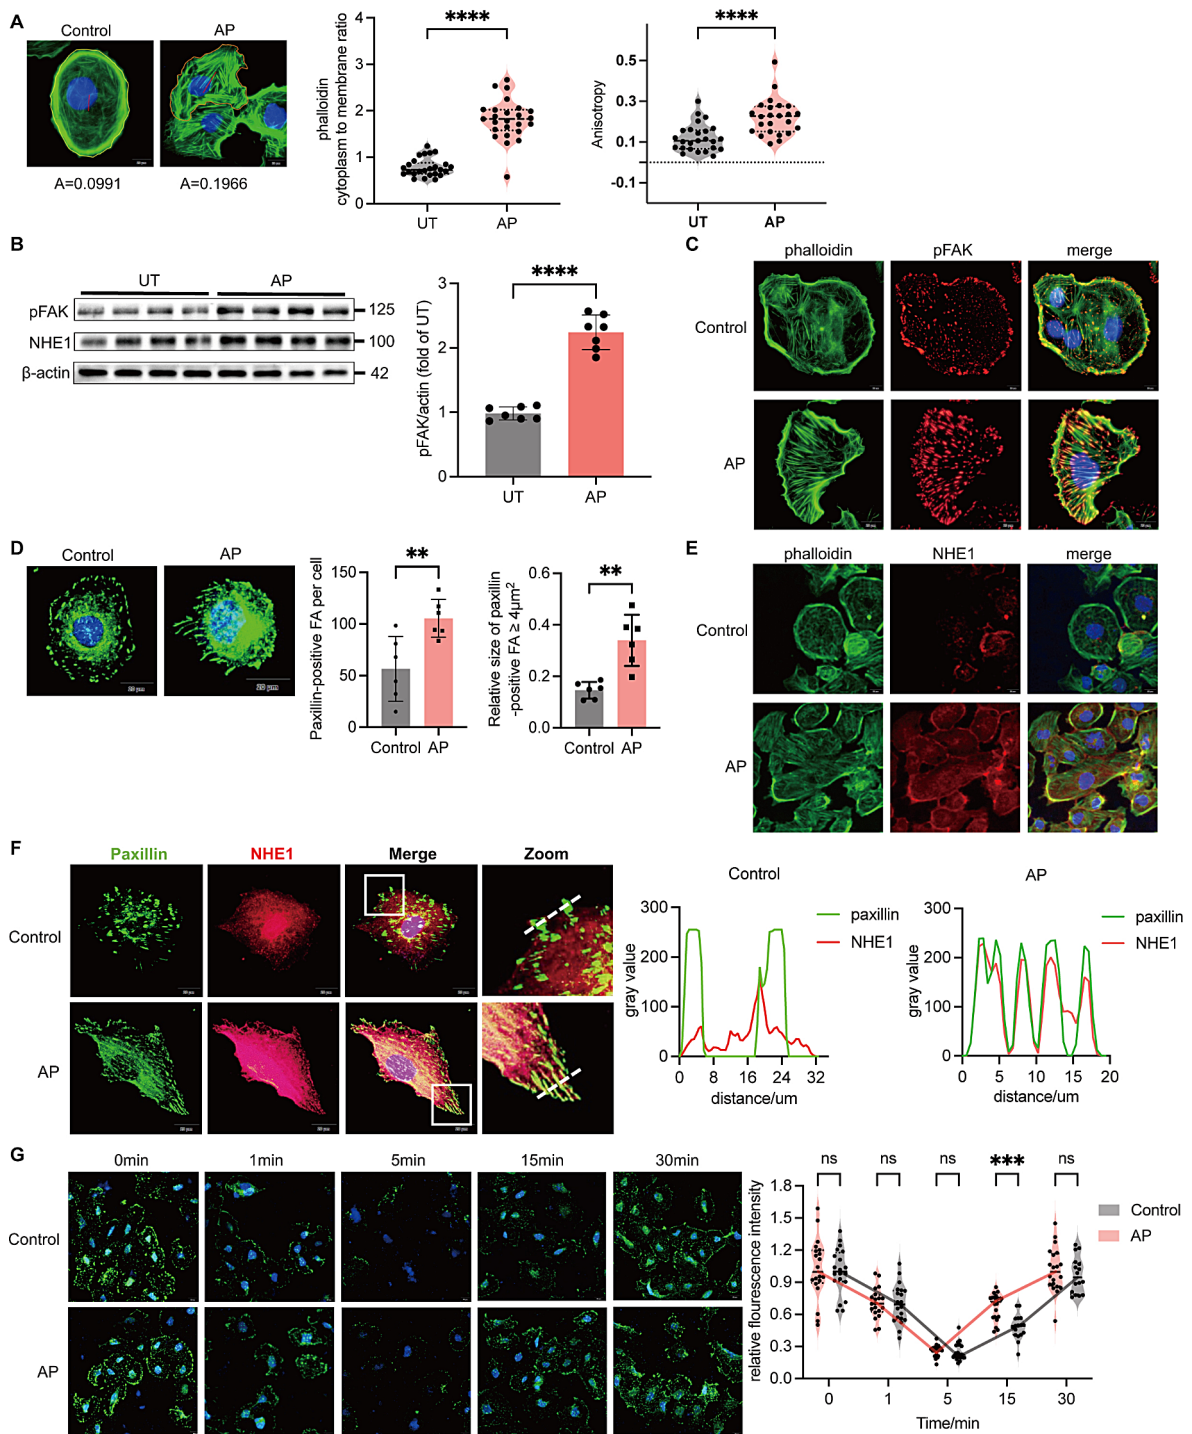 A
Control
AP
A=0.0991
A=0.1966
phalloidin
cytoplasm to membrane ratio
4
3
2
1
0
****
UT
AP
Anisotropy
0.5
0.3
0.1
-0.1
****
UT
AP
B
UT
AP
pFAK
125
NHE1
100
β-actin
42
pFAK/actin (fold of UT)
3
2
1
0
****
UT
AP
C
phalloidin
pFAK
merge
Control
AP
D
Control
AP
20 μm
20 μm
Paxillin-positive FA per cell
150
100
50
0
**
Control
AP
Relative size of paxillin
-positive FA ≥ 4μm²
0.6
0.4
0.2
0.0
**
Control
AP
E
phalloidin
NHE1
merge
Control
AP
F
Paxillin
NHE1
Merge
Zoom
Control
AP
Control
gray value
300
200
100
0
0
8
16
24
32
distance/um
paxillin
NHE1
AP
gray value
300
200
100
0
0
5
10
15
20
distance/um
paxillin
NHE1
G
0min
1min
5min
15min
30min
Control
AP
relative flourescence intensity
1.8
1.5
1.2
0.9
0.6
0.3
0.0
ns
ns
ns
***
ns
0
1
5
15
30
Time/min
Control
AP